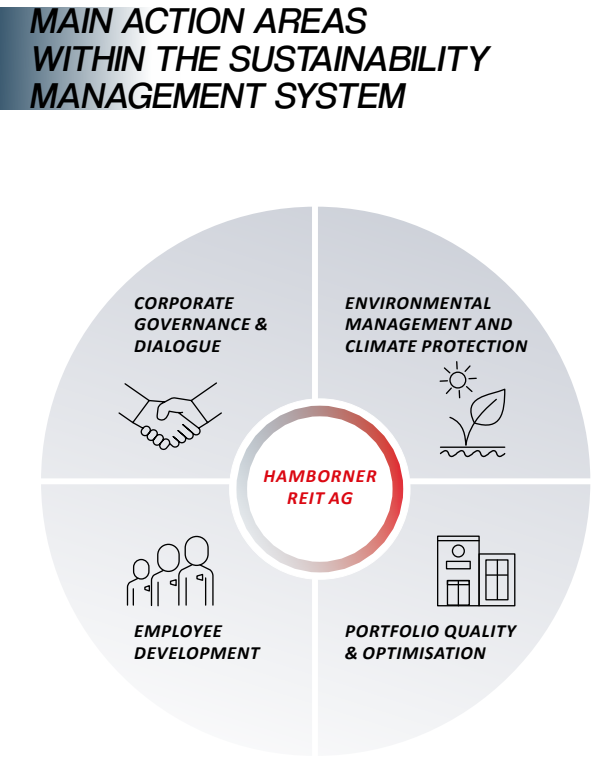 MAIN ACTION AREAS
WITHIN THE SUSTAINABILITY
MANAGEMENT SYSTEM
CORPORATE
GOVERNANCE &
DIALOGUE
ENVIRONMENTAL
MANAGEMENT AND
CLIMATE PROTECTION
HAMBORNER
REIT AG
EMPLOYEE
DEVELOPMENT
PORTFOLIO QUALITY
& OPTIMISATION